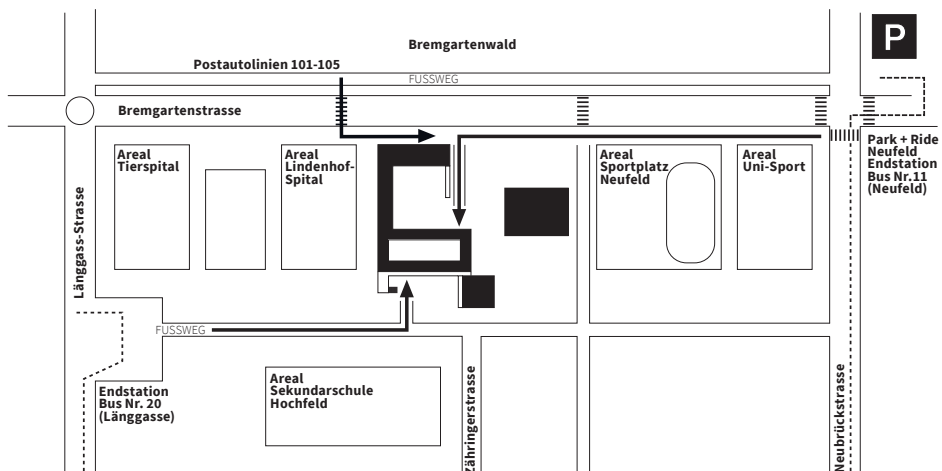 P
Bremgartenwald
Postautolinien 101-105
FUSSWEG
Bremgartenstrasse
Areal
Tierspital
Areal
Lindenhof-
Spital
Areal
Sportplatz
Neufeld
Areal
Uni-Sport
Park + Ride
Neufeld
Endstation
Bus Nr.11
(Neufeld)
Länggass-Strasse
FUSSWEG
Endstation
Bus Nr. 20
(Länggasse)
Areal
Sekundarschule
Hochfeld
Zähringerstrasse
Neubrückstrasse